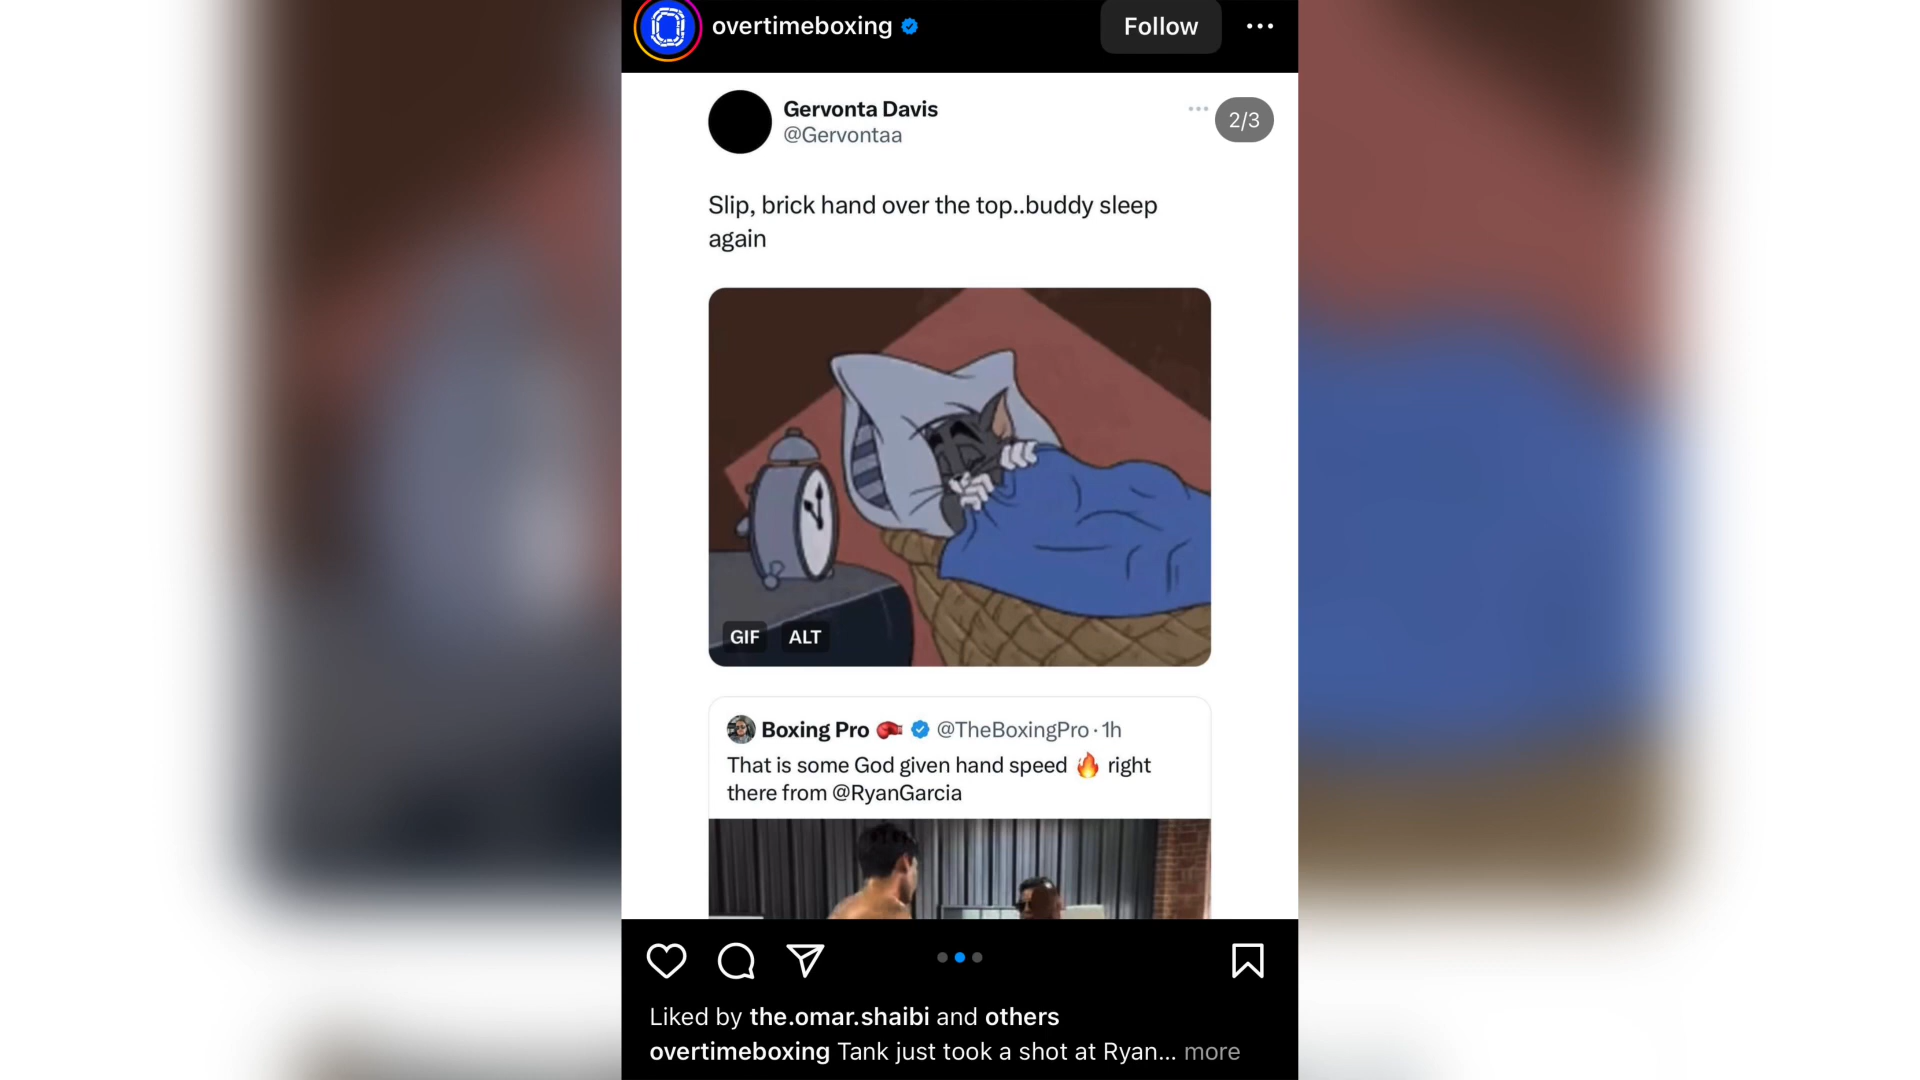 overtimeboxing
Follow
Gervonta Davis
@Gervontaa
2/3
Slip, brick hand over the top..buddy sleep
again
GIF ALT
Boxing Pro 🥊 @TheBoxingPro · 1h
That is some God given hand speed 🔥 right
there from @RyanGarcia
Liked by the.omar.shaibi and others
overtimeboxing Tank just took a shot at Ryan... more